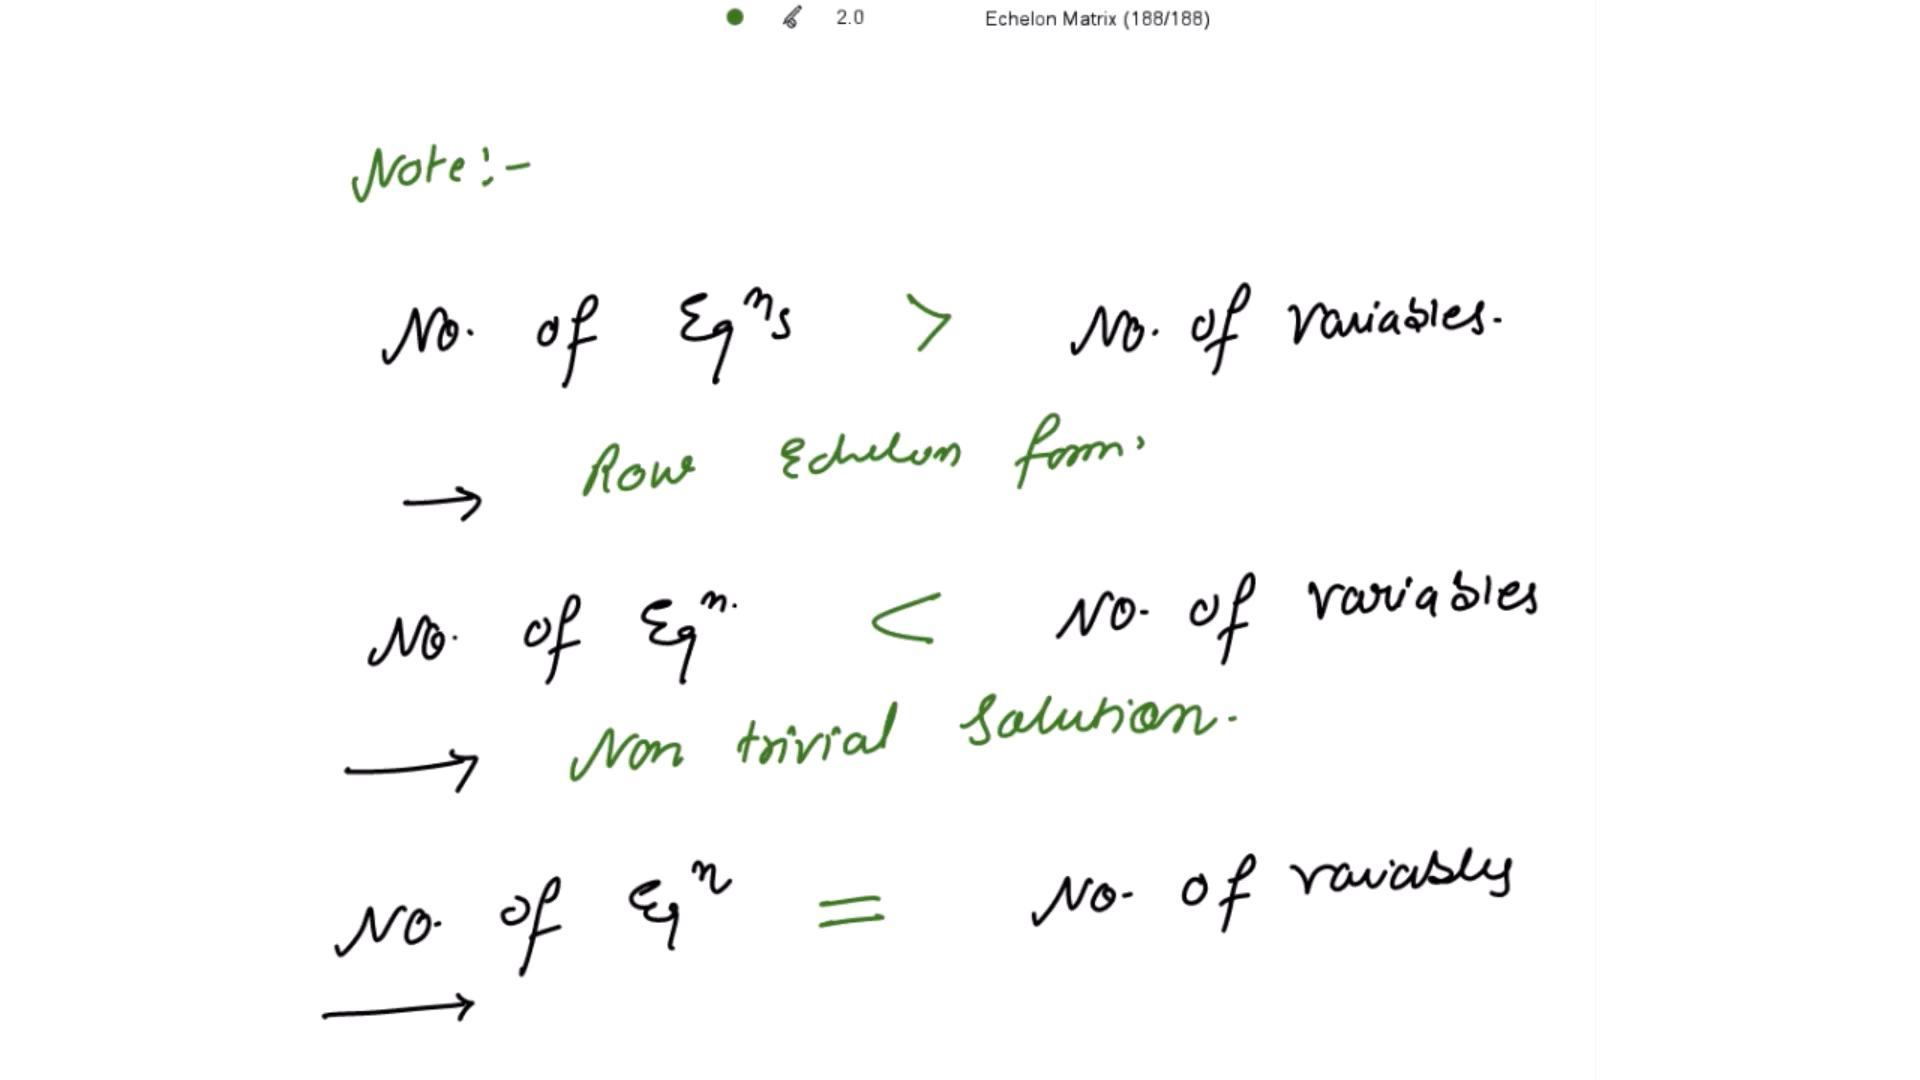 2.0 Echelon Matrix (188/188)
Note:-
No. of Eqⁿs > No. of variables.
→ Row Echelon form.
No. of Eqⁿ. < No. of variables
→ Non trivial Solution.
No. of Eqⁿ = No. of variables
→